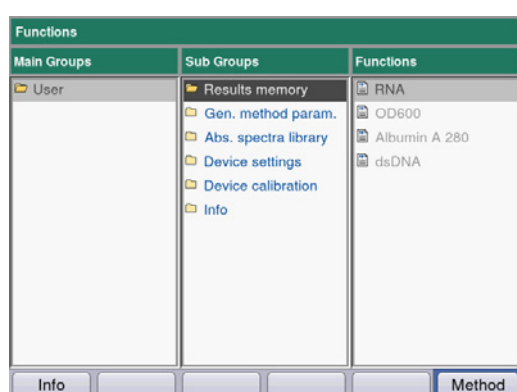 Functions
Main Groups
Sub Groups
Functions
User
Results memory
Gen. method param.
Abs. spectra library
Device settings
Device calibration
Info
RNA
OD600
Albumin A 280
dsDNA
Info
Method